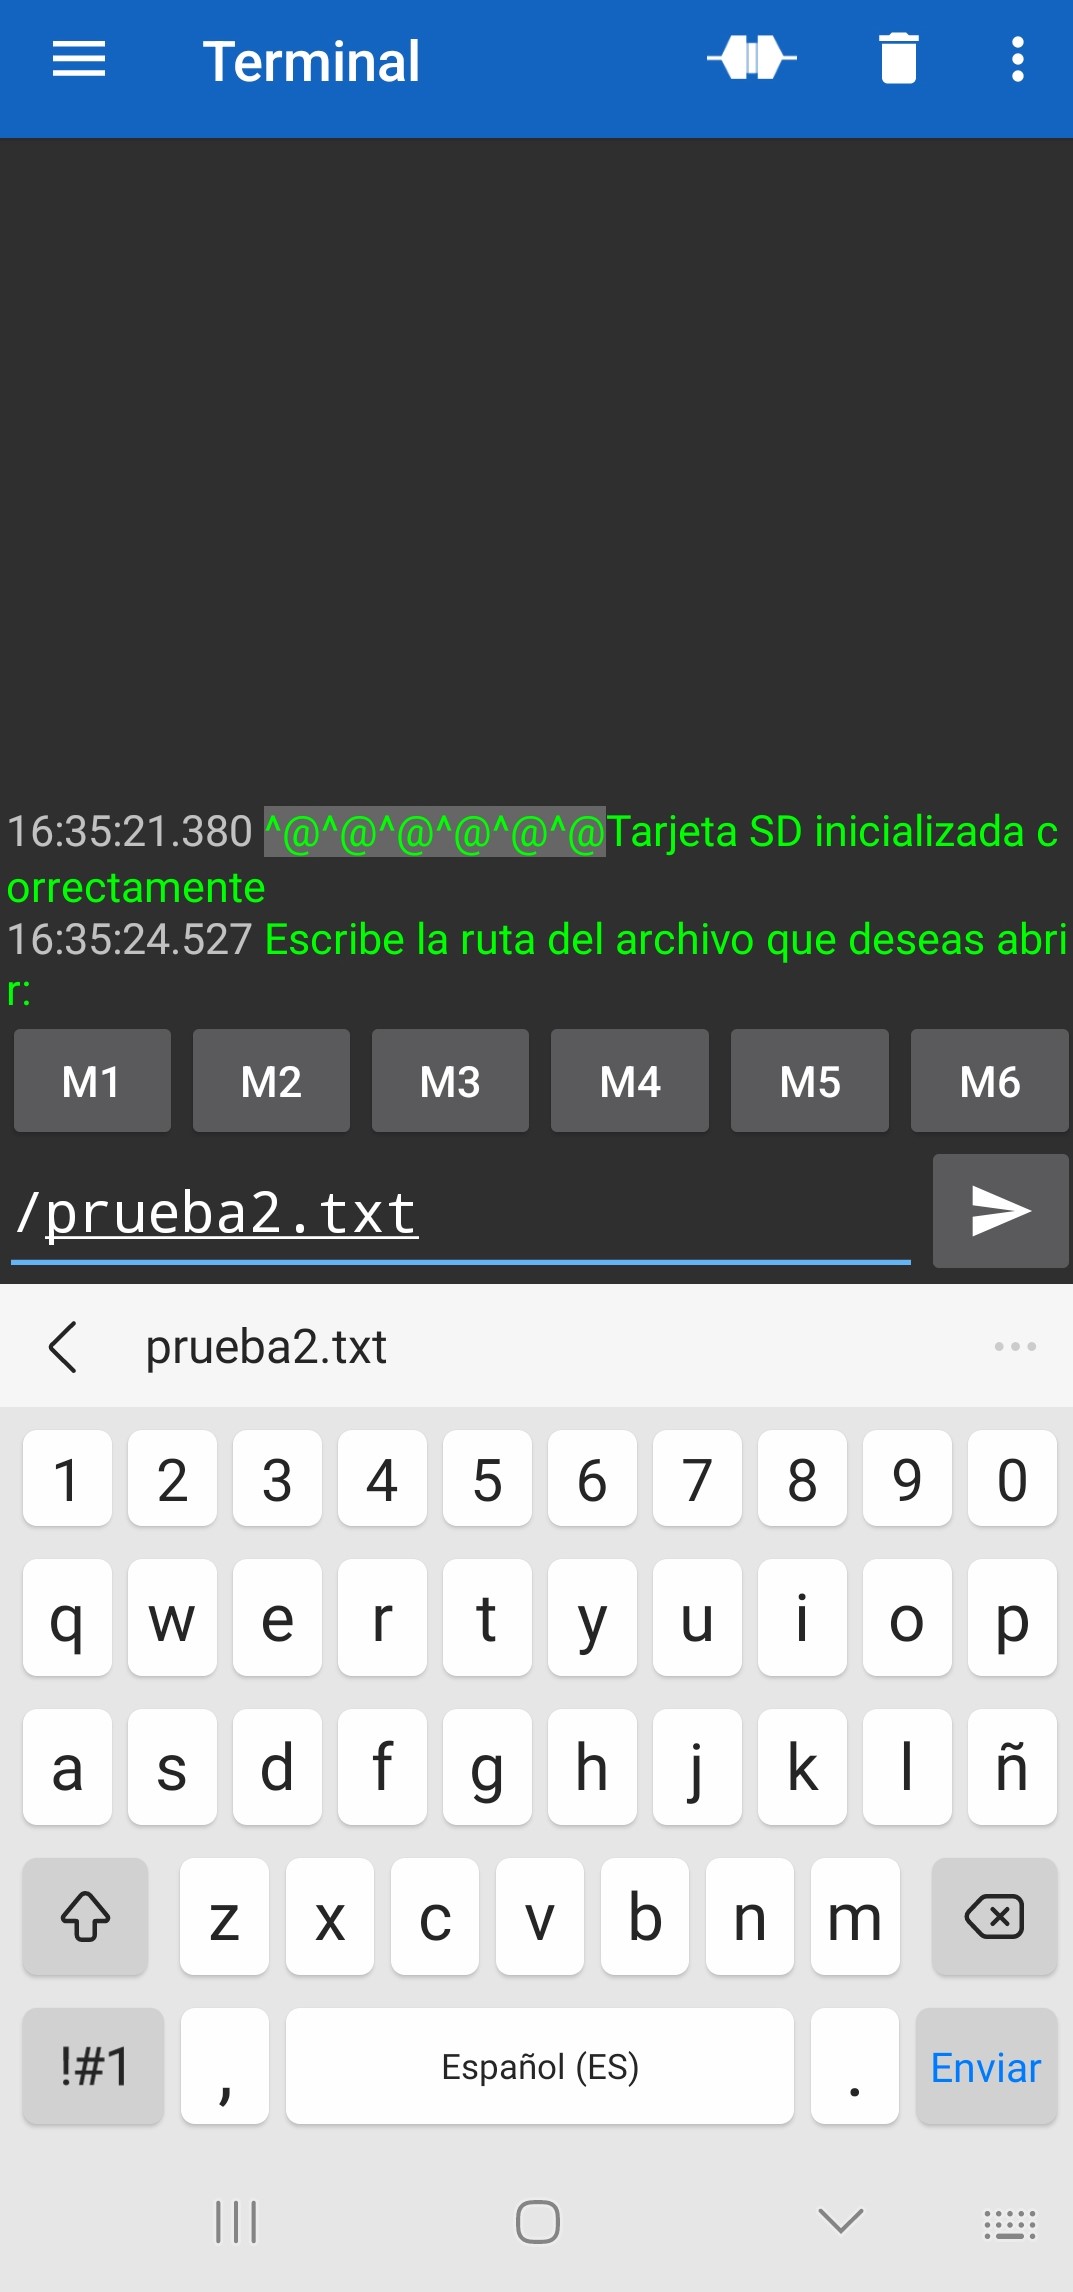 Terminal
16:35:21.380 ^@^@^@^@^@^@Tarjeta SD inicializada c
orrectamente
16:35:24.527 Escribe la ruta del archivo que deseas abri
r:
M1 M2 M3 M4 M5 M6
/prueba2.txt
prueba2.txt
1 2 3 4 5 6 7 8 9 0
q w e r t y u i o p
a s d f g h j k l ñ
z x c v b n m
!#1 , Español (ES) . Enviar